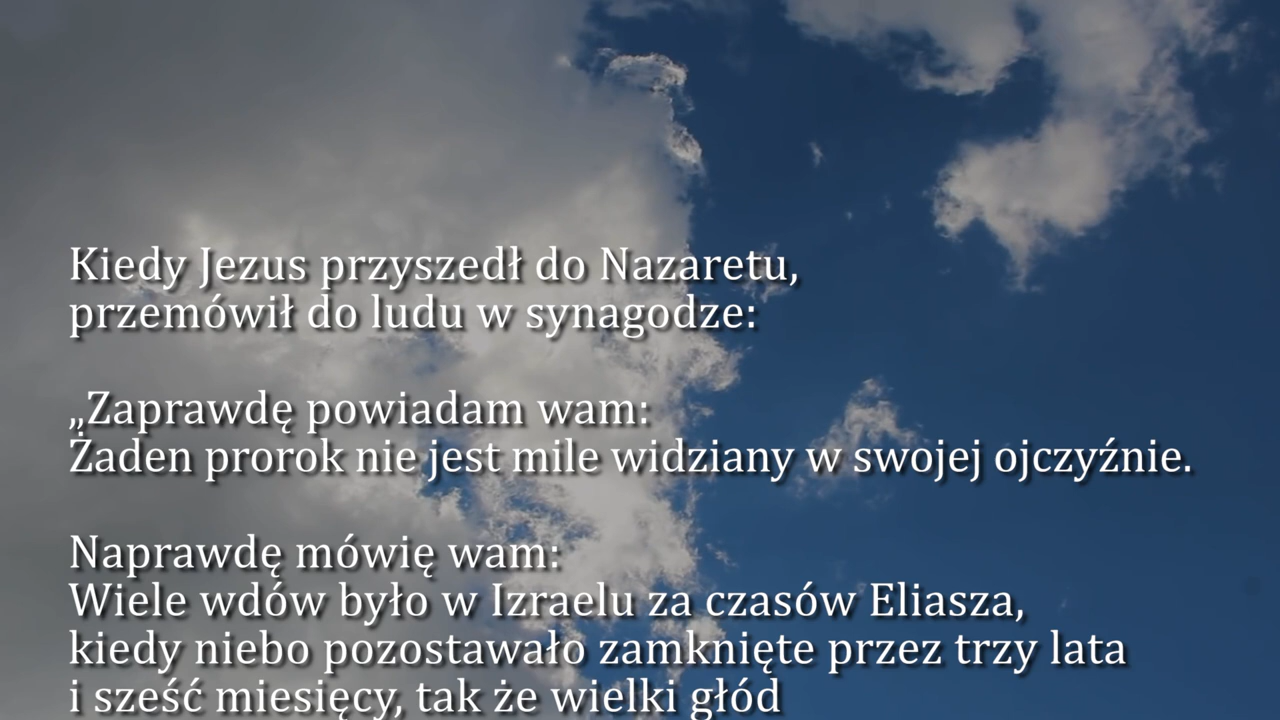 Kiedy Jezus przyszedł do Nazaretu,
przemówił do ludu w synagodze:
„Zaprawdę powiadam wam:
Żaden prorok nie jest mile widziany w swojej ojczyźnie.
Naprawdę mówię wam:
Wiele wdów było w Izraelu za czasów Eliasza,
kiedy niebo pozostawało zamknięte przez trzy lata
i sześć miesięcy, tak że wielki głód